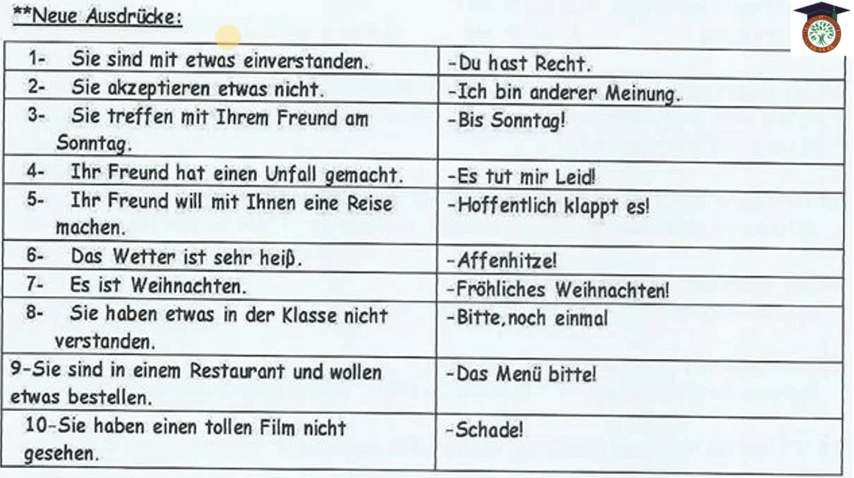 **Neue Ausdrücke:
1- Sie sind mit etwas einverstanden. -Du hast Recht.
2- Sie akzeptieren etwas nicht. -Ich bin anderer Meinung.
3- Sie treffen mit Ihrem Freund am -Bis Sonntag!
Sonntag.
4- Ihr Freund hat einen Unfall gemacht. -Es tut mir Leid!
5- Ihr Freund will mit Ihnen eine Reise -Hoffentlich klappt es!
machen.
6- Das Wetter ist sehr heiβ. -Affenhitze!
7- Es ist Weihnachten. -Fröhliches Weihnachten!
8- Sie haben etwas in der Klasse nicht -Bitte,noch einmal
verstanden.
9-Sie sind in einem Restaurant und wollen -Das Menü bitte!
etwas bestellen.
10-Sie haben einen tollen Film nicht -Schade!
gesehen.